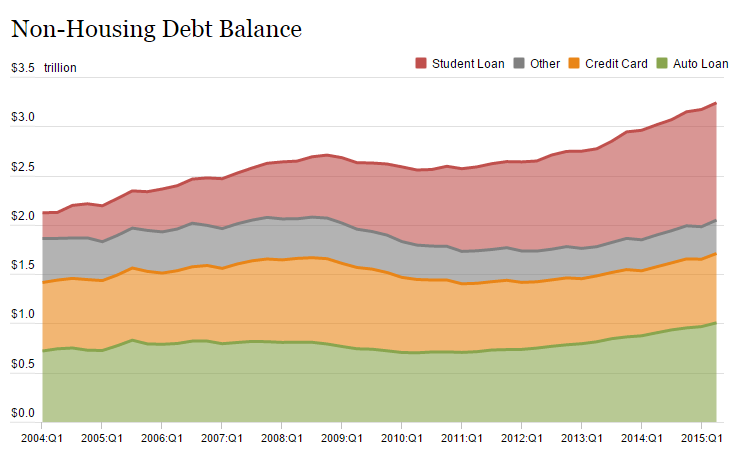 Non-Housing Debt Balance
$3.5 trillion
Student Loan Other Credit Card Auto Loan
$3.0
$2.5
$2.0
$1.5
$1.0
$0.5
$0.0
2004:Q1 2005:Q1 2006:Q1 2007:Q1 2008:Q1 2009:Q1 2010:Q1 2011:Q1 2012:Q1 2013:Q1 2014:Q1 2015:Q1